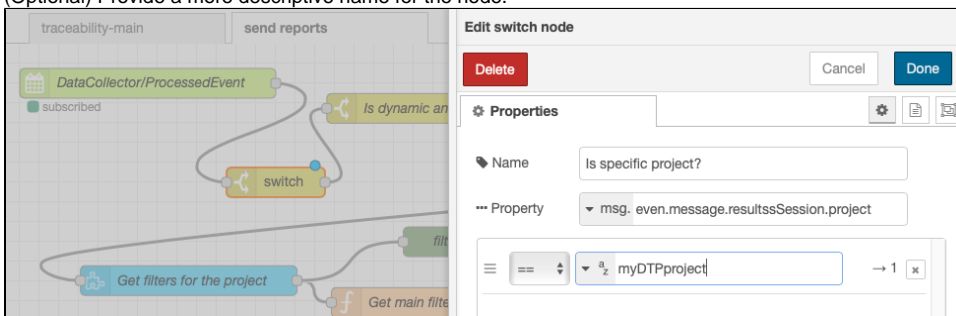 (Optional) Provide a more descriptive name for the node.
traceability-main
send reports
Edit switch node
Delete
Cancel
Done
DataCollector/ProcessedEvent
subscribed
Is dynamic an
Properties
Name
Is specific project?
switch
Property
msg. even.message.resultssSession.project
filt
== a z myDTPproject → 1 x
Get filters for the project
Get main filte